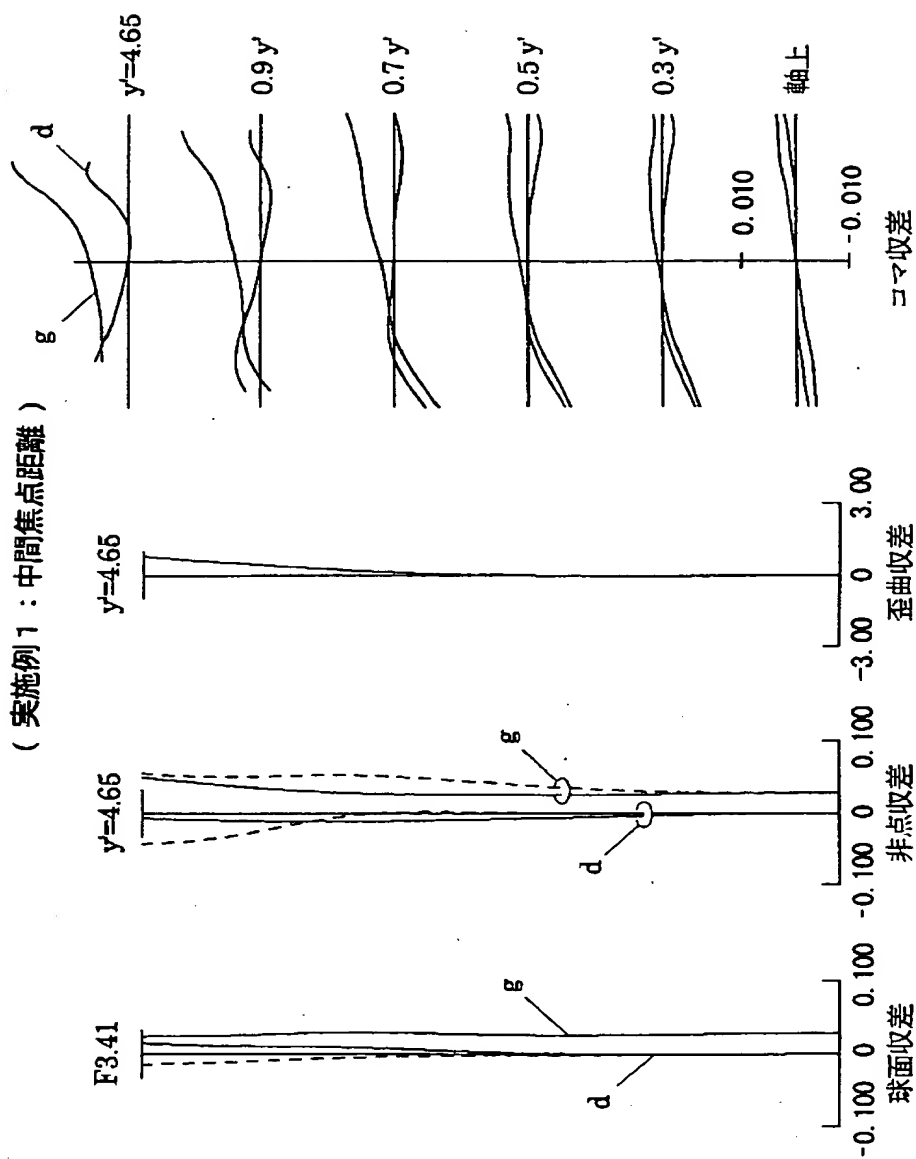 (実施例1:中間焦点距離)
F3.41
g
d
-0.100 0 0.100
球面収差
y'=4.65
g
d
-0.100 0 0.100
非点収差
y'=4.65
-3.00 0 3.00
歪曲収差
y'=4.65
g
d
0.9 y'
0.7 y'
0.5 y'
0.3 y'
0.010
軸上
-0.010
コマ収差